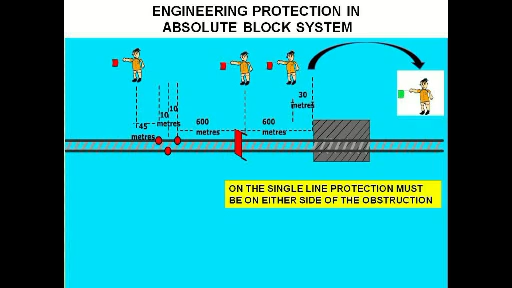 ENGINEERING PROTECTION IN
ABSOLUTE BLOCK SYSTEM
30
metres
10
10
metres
45
metres
600
metres
600
metres
ON THE SINGLE LINE PROTECTION MUST
BE ON EITHER SIDE OF THE OBSTRUCTION